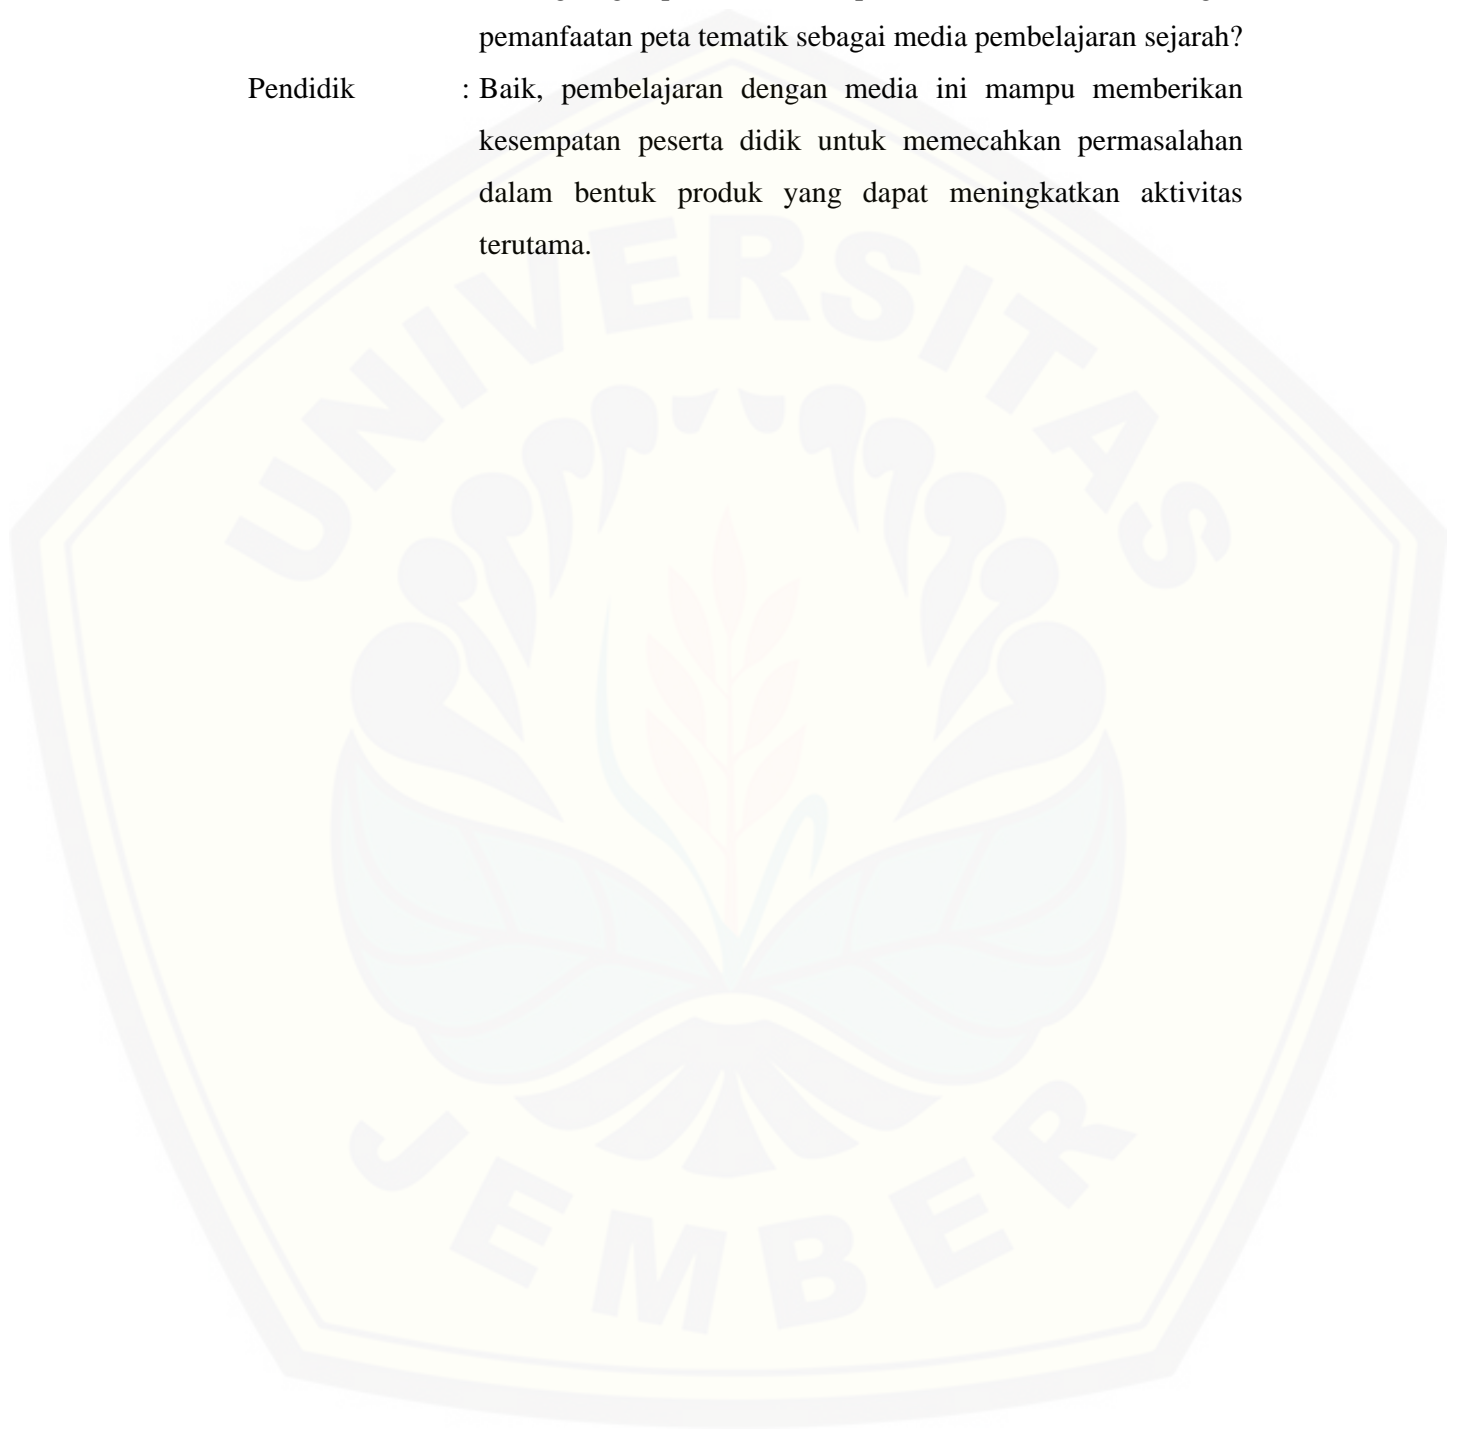 pemanfaatan peta tematik sebagai media pembelajaran sejarah?
Pendidik : Baik, pembelajaran dengan media ini mampu memberikan
kesempatan peserta didik untuk memecahkan permasalahan
dalam bentuk produk yang dapat meningkatkan aktivitas
terutama.
UNIVERSITAS
JEMBER